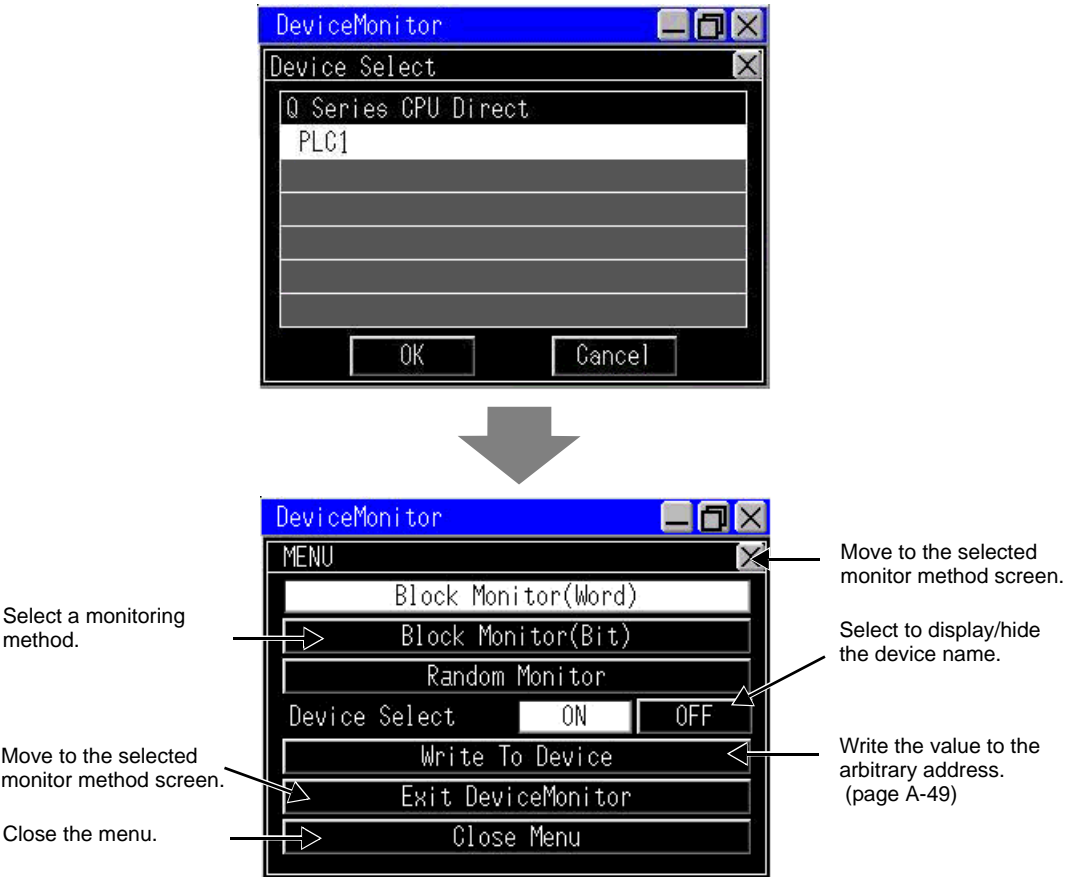 DeviceMonitor
Device Select
Q Series CPU Direct
PLC1
OK Cancel
DeviceMonitor
MENU
Block Monitor(Word)
Block Monitor(Bit)
Random Monitor
Device Select ON OFF
Write To Device
Exit DeviceMonitor
Close Menu
Select a monitoring
method.
Move to the selected
monitor method screen.
Close the menu.
Move to the selected
monitor method screen.
Select to display/hide
the device name.
Write the value to the
arbitrary address.
(page A-49)